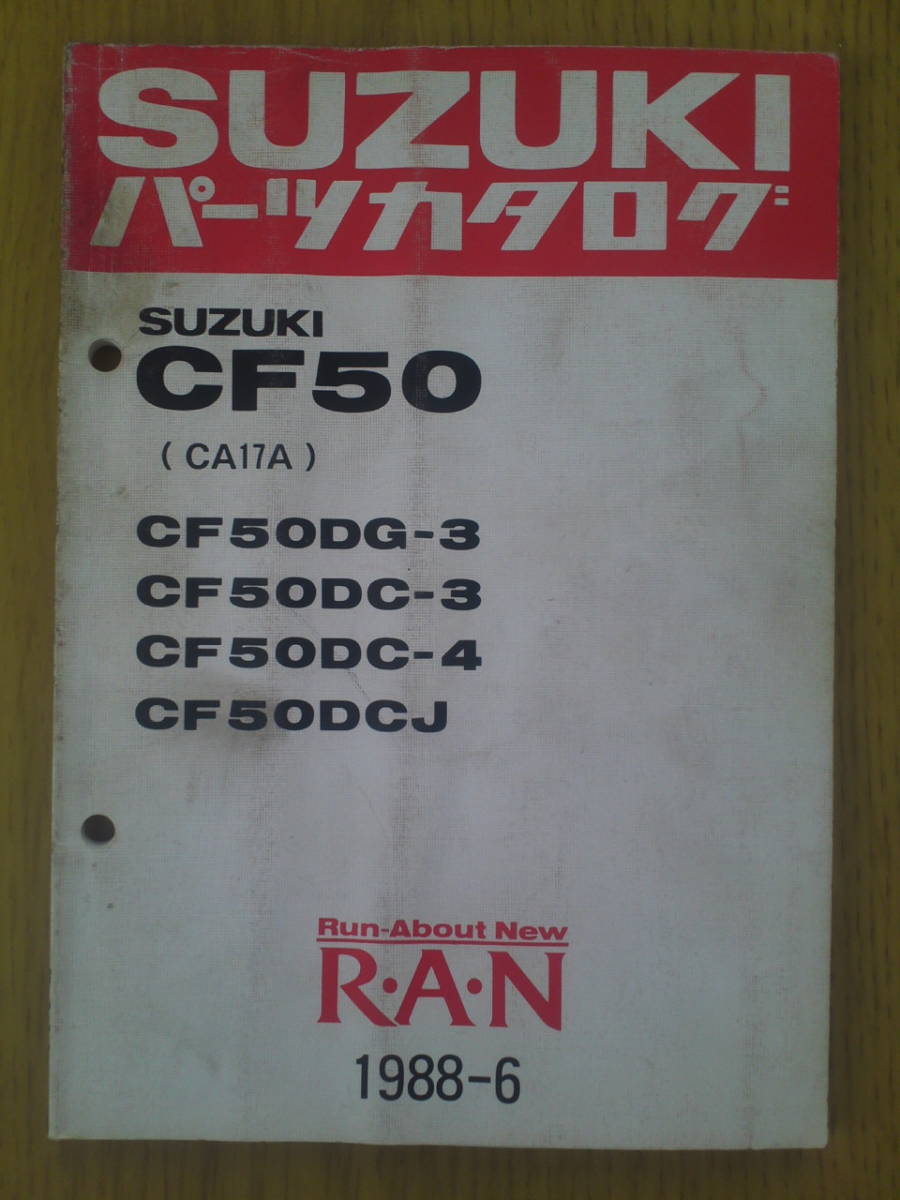 SUZUKI
パーツカタログ
SUZUKI
CF50
( CA17A )
CF50DG-3
CF50DC-3
CF50DC-4
CF50DCJ
Run-About New
R·A·N
1988-6